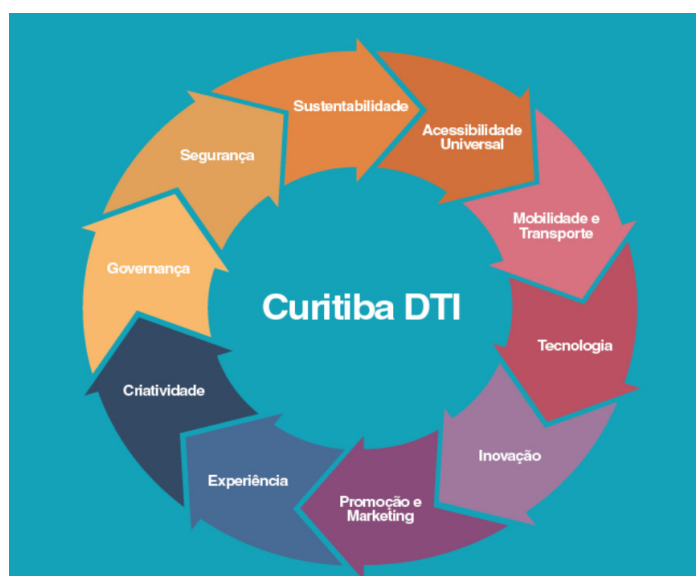 Sustentabilidade
Acessibilidade
Universal
Mobilidade e
Transporte
Tecnologia
Inovação
Promoção e
Marketing
Experiência
Criatividade
Governança
Segurança
Curitiba DTI